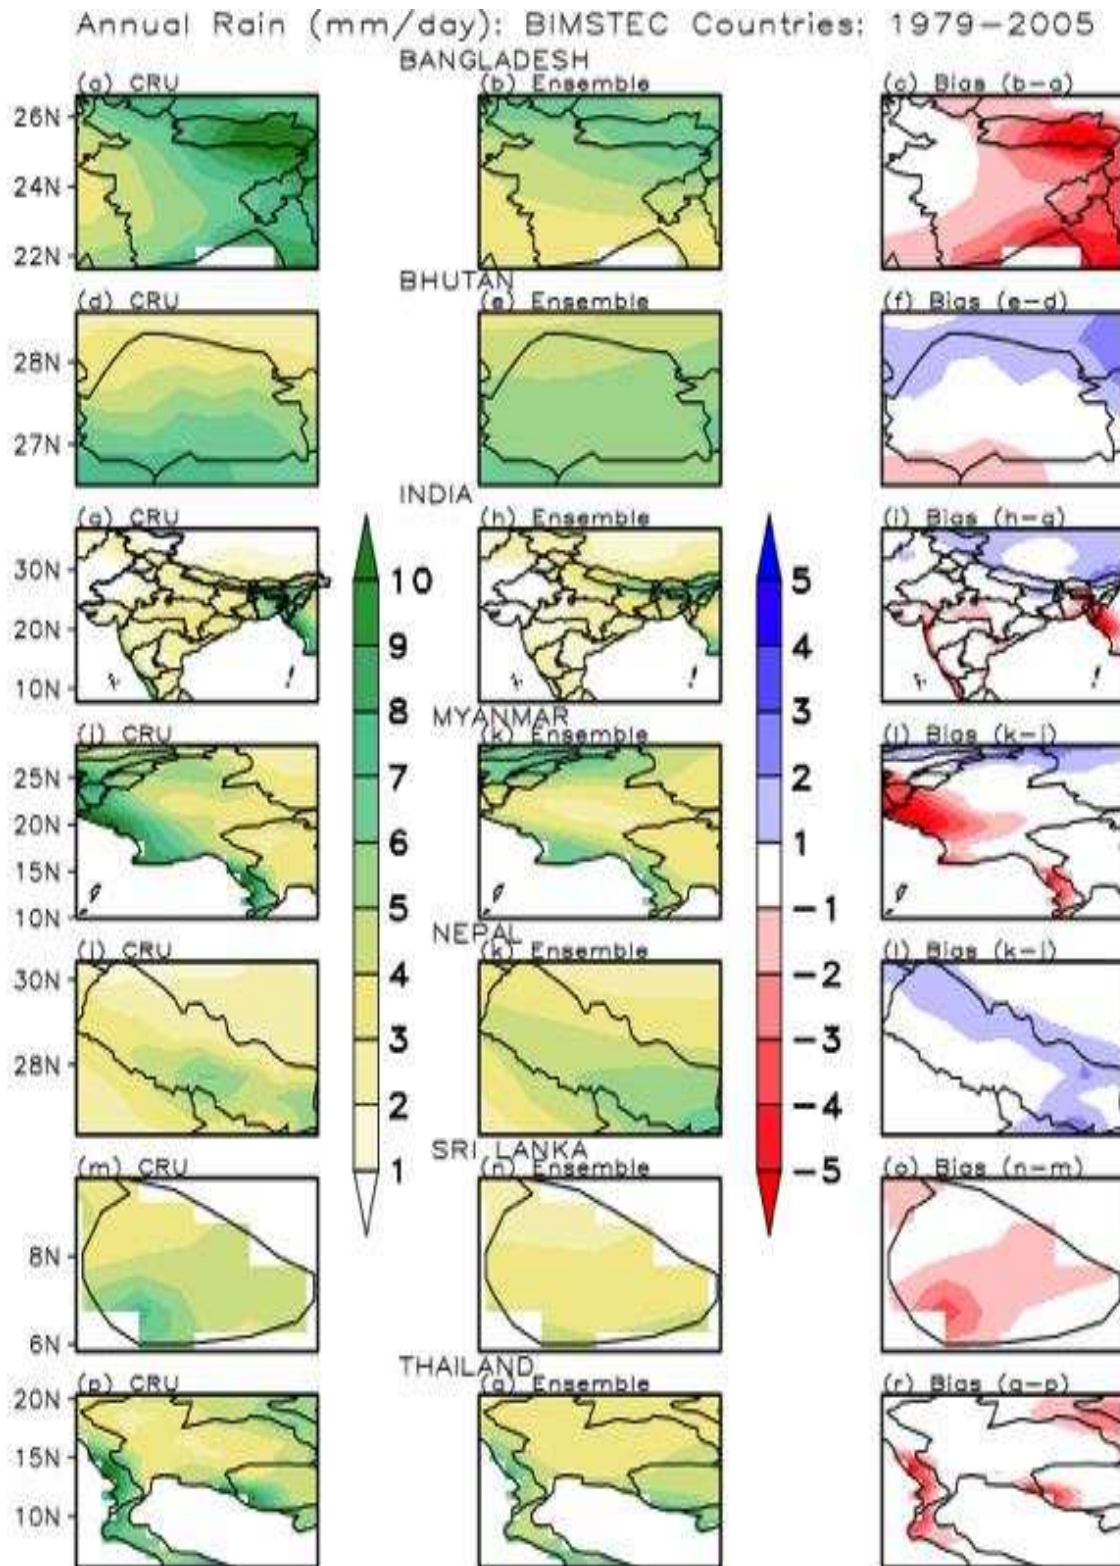 Annual Rain (mm/day): BIMSTEC Countries: 1979−2005
BANGLADESH
(a) CRU
(b) Ensemble
(c) Bias (b−a)
26N
24N
22N
BHUTAN
(d) CRU
(e) Ensemble
(f) Bias (e−d)
28N
27N
INDIA
(g) CRU
(h) Ensemble
(i) Bias (h−g)
30N
20N
10N
MYANMAR
(j) CRU
(k) Ensemble
(l) Bias (k−j)
25N
20N
15N
10N
NEPAL
(j) CRU
(k) Ensemble
(l) Bias (k−j)
30N
28N
SRI LANKA
(m) CRU
(n) Ensemble
(o) Bias (n−m)
8N
6N
THAILAND
(p) CRU
(q) Ensemble
(r) Bias (q−p)
20N
15N
10N
10
9
8
7
6
5
4
3
2
1
5
4
3
2
1
−1
−2
−3
−4
−5